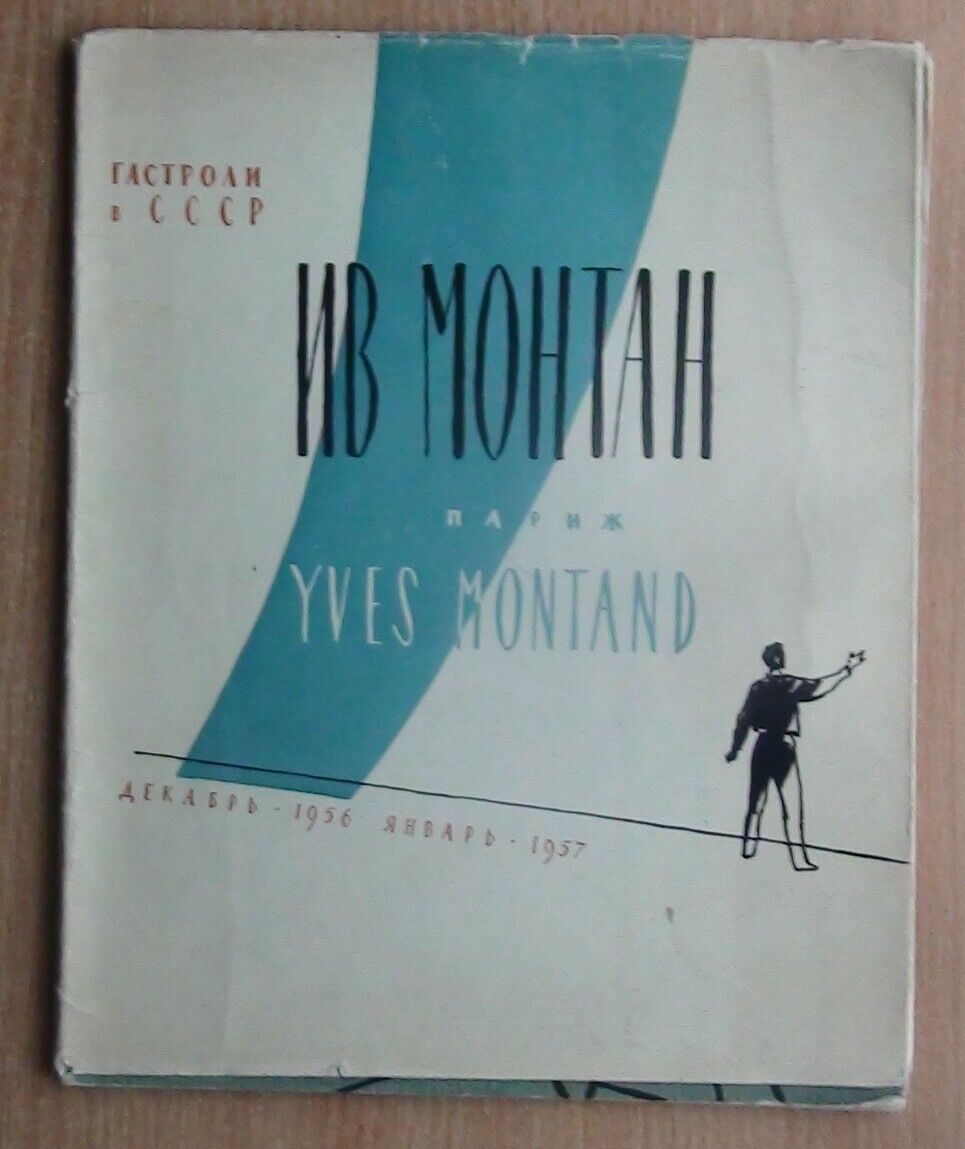 ГАСТРОЛИ
в СССР
ИВ МОНТАН
ПАРИЖ
YVES MONTAND
ДЕКАБРЬ - 1956 ЯНВАРЬ - 1957